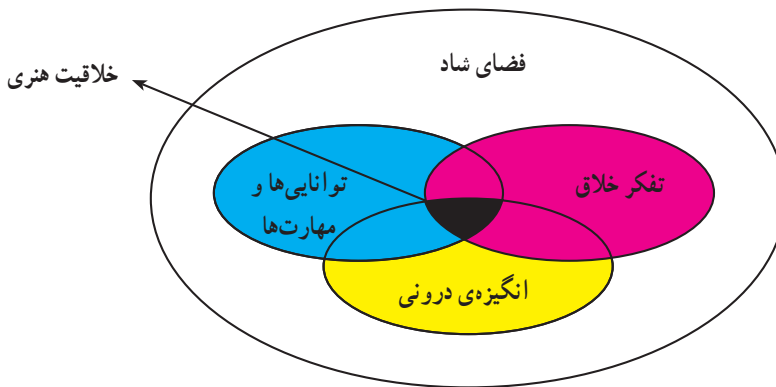 فضای شاد
خلاقیت هنری
تفکر خلاق
توانایی‌ها و
مهارت‌ها
انگیزه‌ی درونی